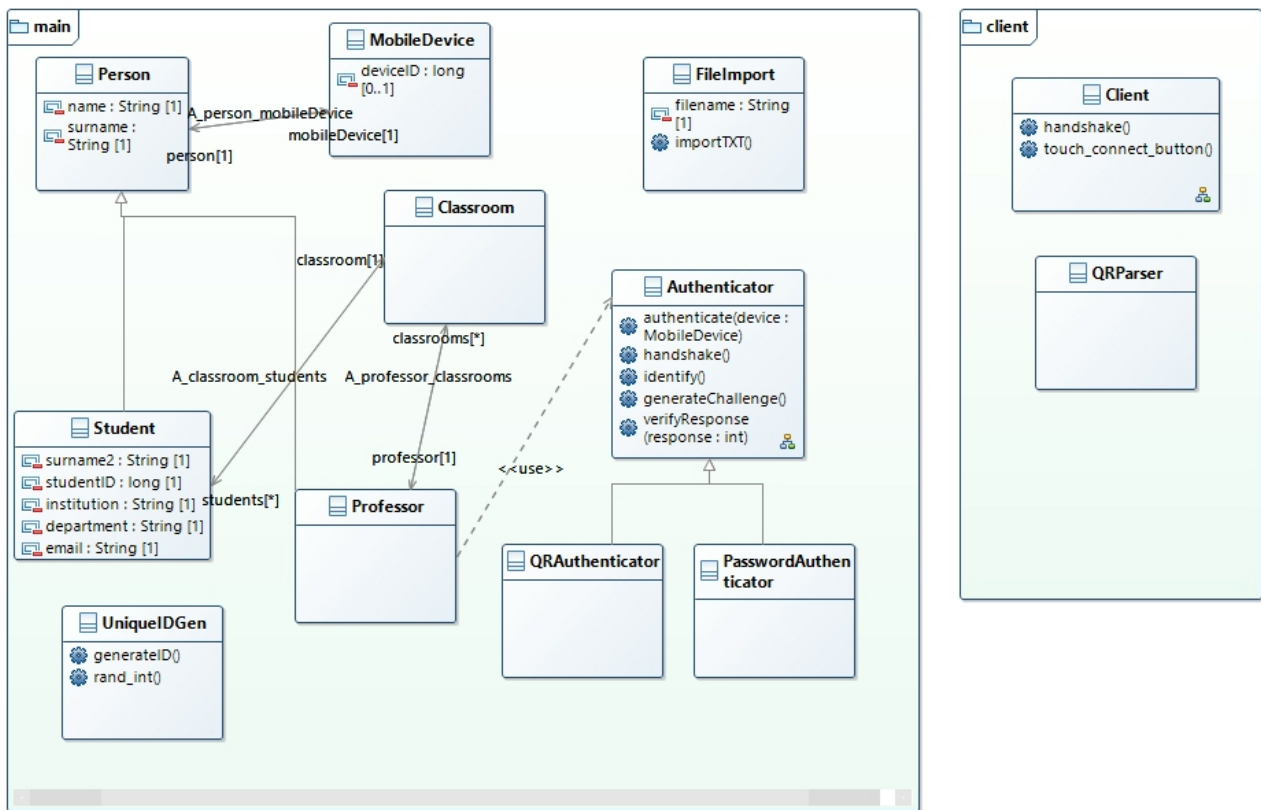 main
Person
name : String [1]
surname :
String [1]
MobileDevice
deviceID : long
[0..1]
A_person_mobileDevice
mobileDevice[1]
person[1]
FileImport
filename : String
[1]
importTXT()
Classroom
classroom[1]
classrooms[*]
A_classroom_students
A_professor_classrooms
Authenticator
authenticate(device :
MobileDevice)
handshake()
identify()
generateChallenge()
verifyResponse
(response : int)
Student
surname2 : String [1]
studentID : long [1]
institution : String [1]
department : String [1]
email : String [1]
students[*]
professor[1]
<<use>>
Professor
QRAuthenticator
PasswordAuthen
ticator
UniqueIDGen
generateID()
rand_int()
client
Client
handshake()
touch_connect_button()
QRParser